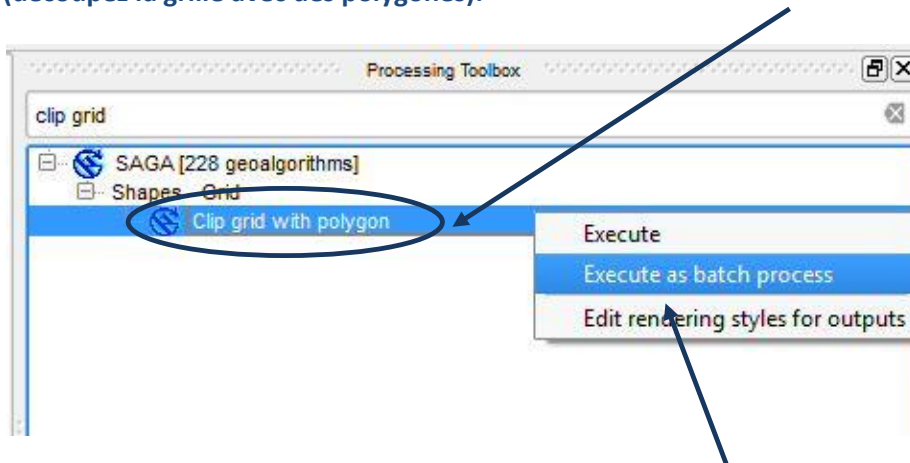 (découpez la grille avec des polygones).
Processing Toolbox
clip grid
SAGA [228 geoalgorithms]
Shapes - Grid
Clip grid with polygon
Execute
Execute as batch process
Edit rendering styles for outputs